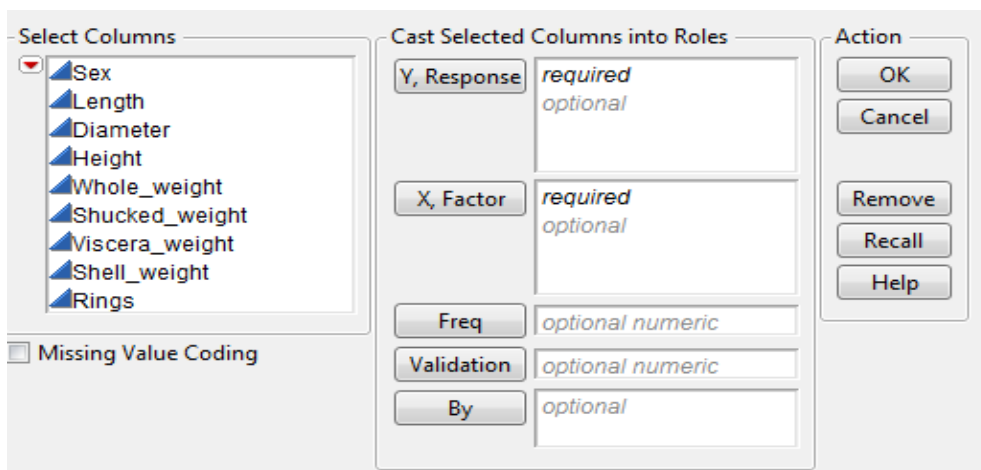 Select Columns
Sex
Length
Diameter
Height
Whole_weight
Shucked_weight
Viscera_weight
Shell_weight
Rings
Missing Value Coding
Cast Selected Columns into Roles
Y, Response
required
optional
X, Factor
required
optional
Freq
optional numeric
Validation
optional numeric
By
optional
Action
OK
Cancel
Remove
Recall
Help